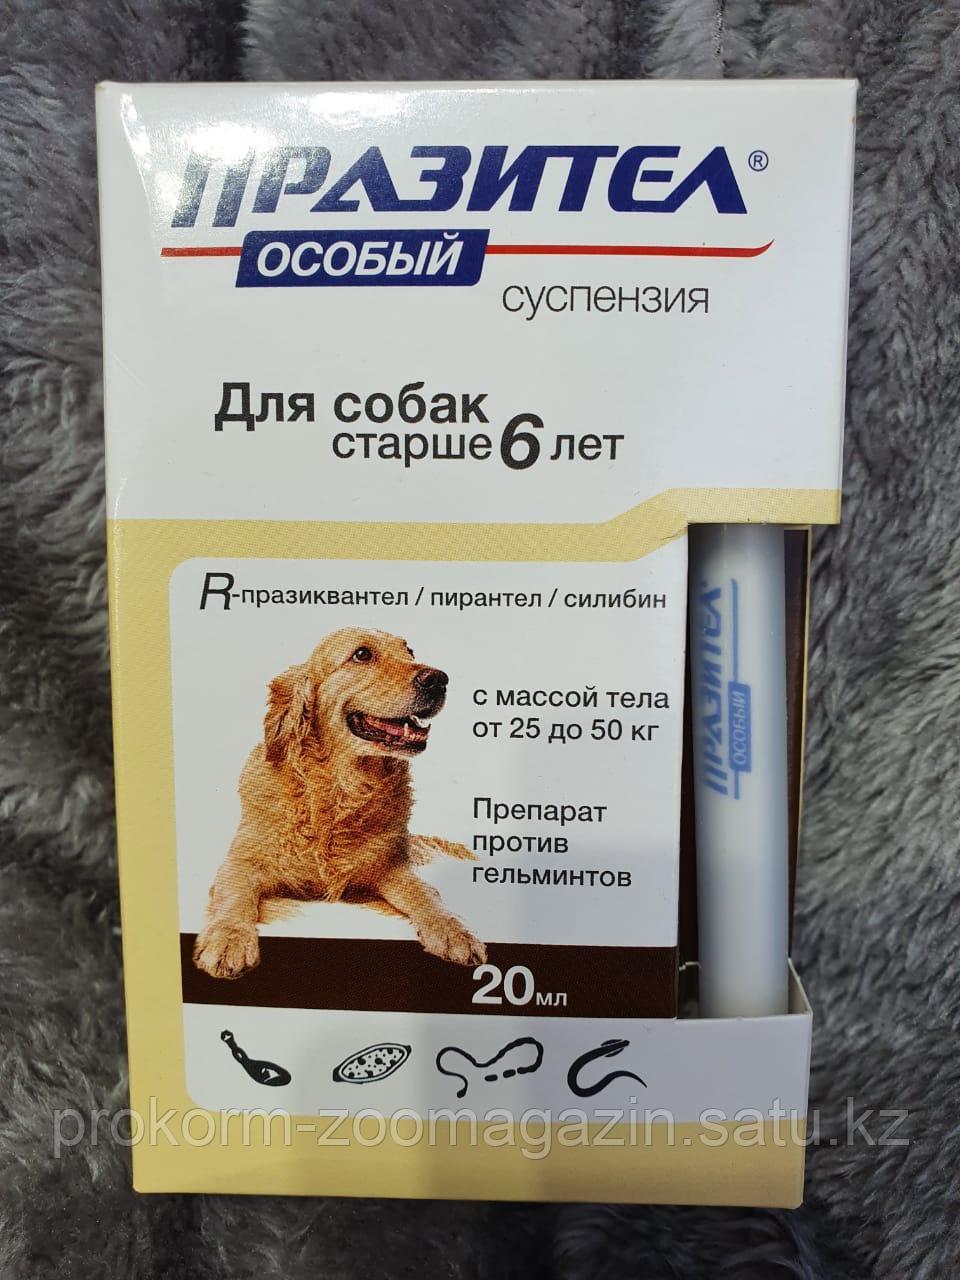 ПРАЗИТЕЛ®
ОСОБЫЙ
суспензия
Для собак
старше 6 лет
R-празиквантел / пирантел / силибин
с массой тела
от 25 до 50 кг
Препарат
против
гельминтов
20мл
ПРАЗИТЕЛ®
ОСОБЫЙ
prokorm-zoomagazin.satu.kz